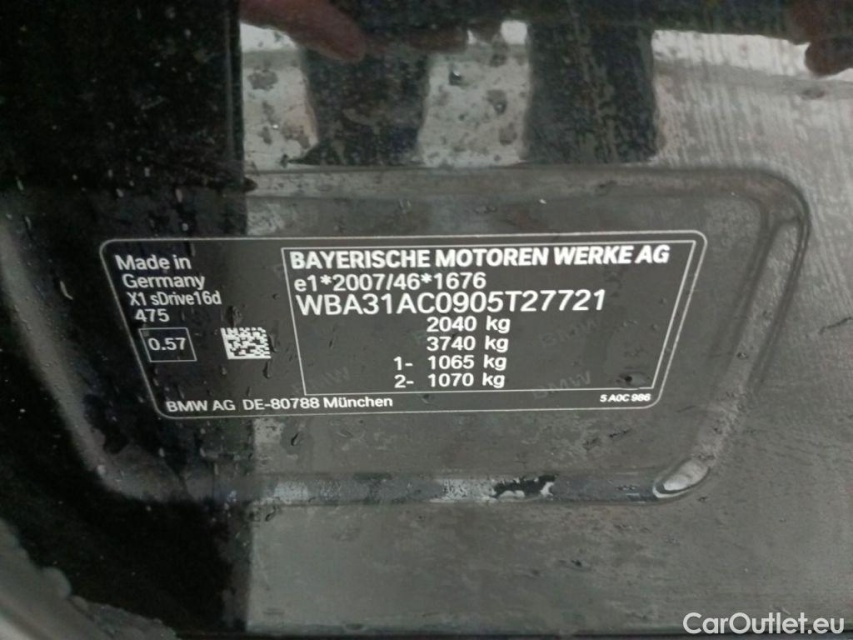 Made in
Germany
X1 sDrive16d
475
0.57
BAYERISCHE MOTOREN WERKE AG
e1*2007/46*1676
WBA31AC0905T27721
2040 kg
3740 kg
1- 1065 kg
2- 1070 kg
BMW AG DE-80788 München
5 A0C 986
CarOutlet.eu